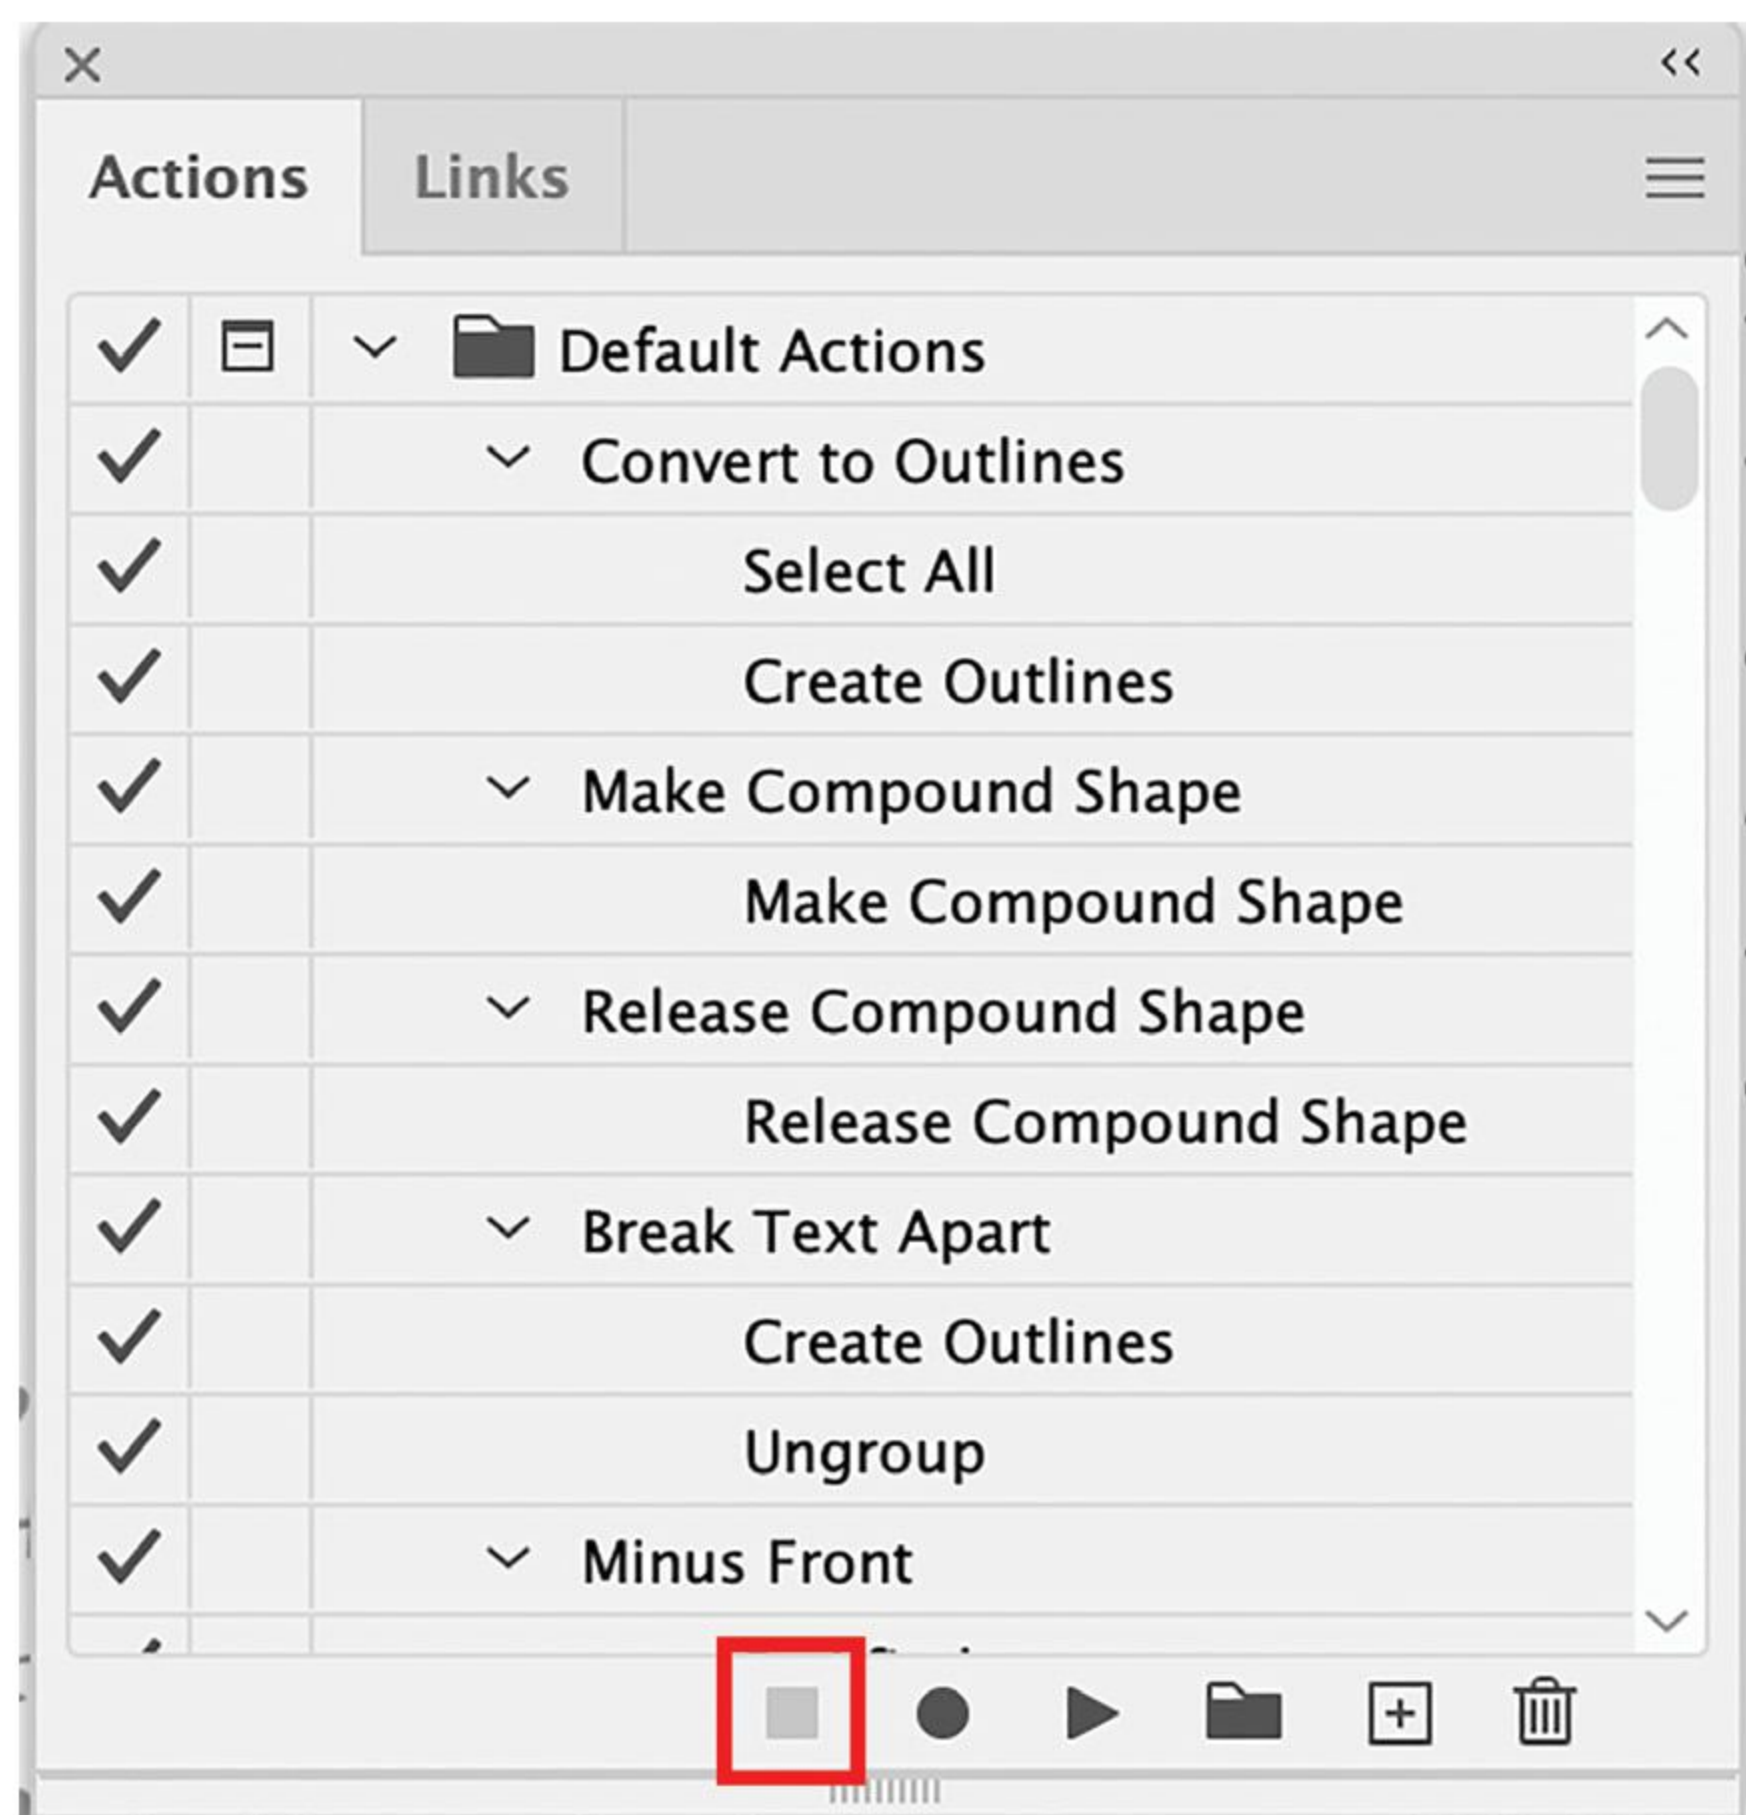 Actions
Links
Default Actions
Convert to Outlines
Select All
Create Outlines
Make Compound Shape
Make Compound Shape
Release Compound Shape
Release Compound Shape
Break Text Apart
Create Outlines
Ungroup
Minus Front